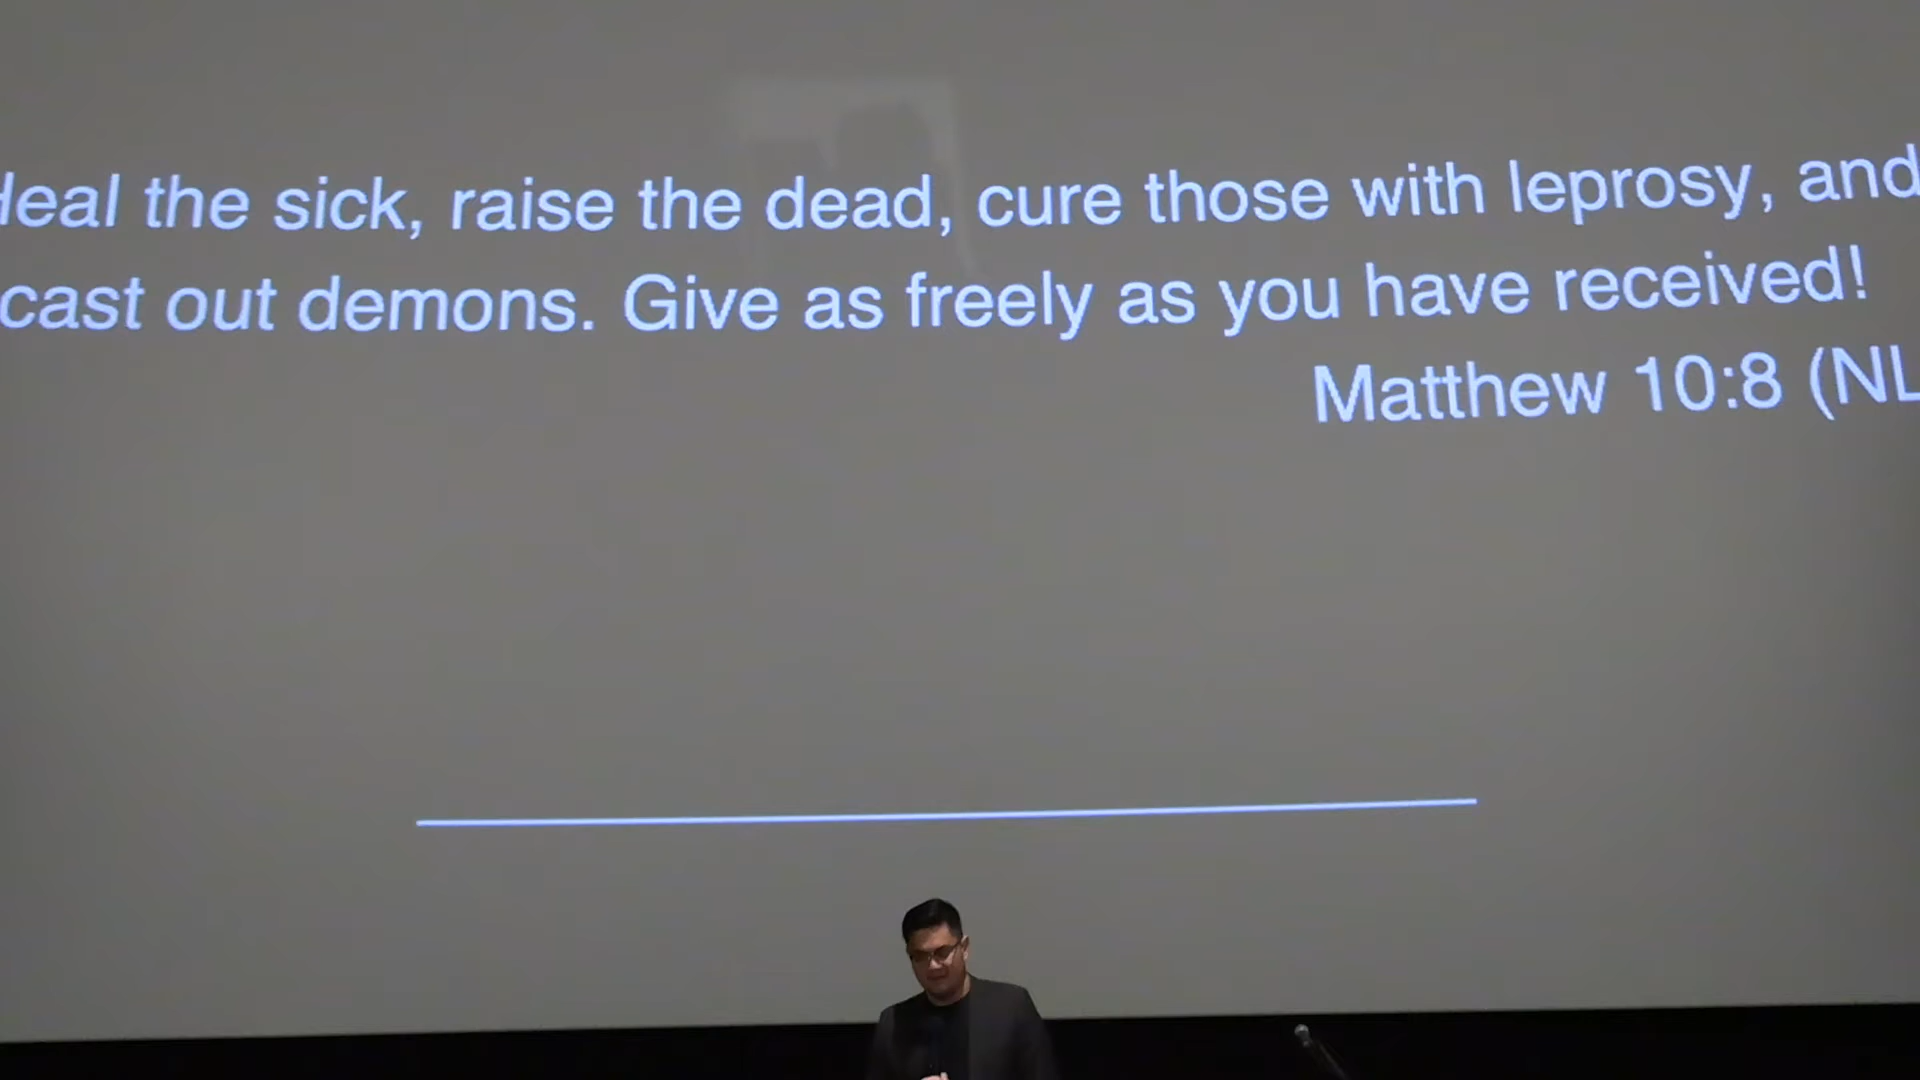 Heal the sick, raise the dead, cure those with leprosy, and
cast out demons. Give as freely as you have received!
Matthew 10:8 (NL